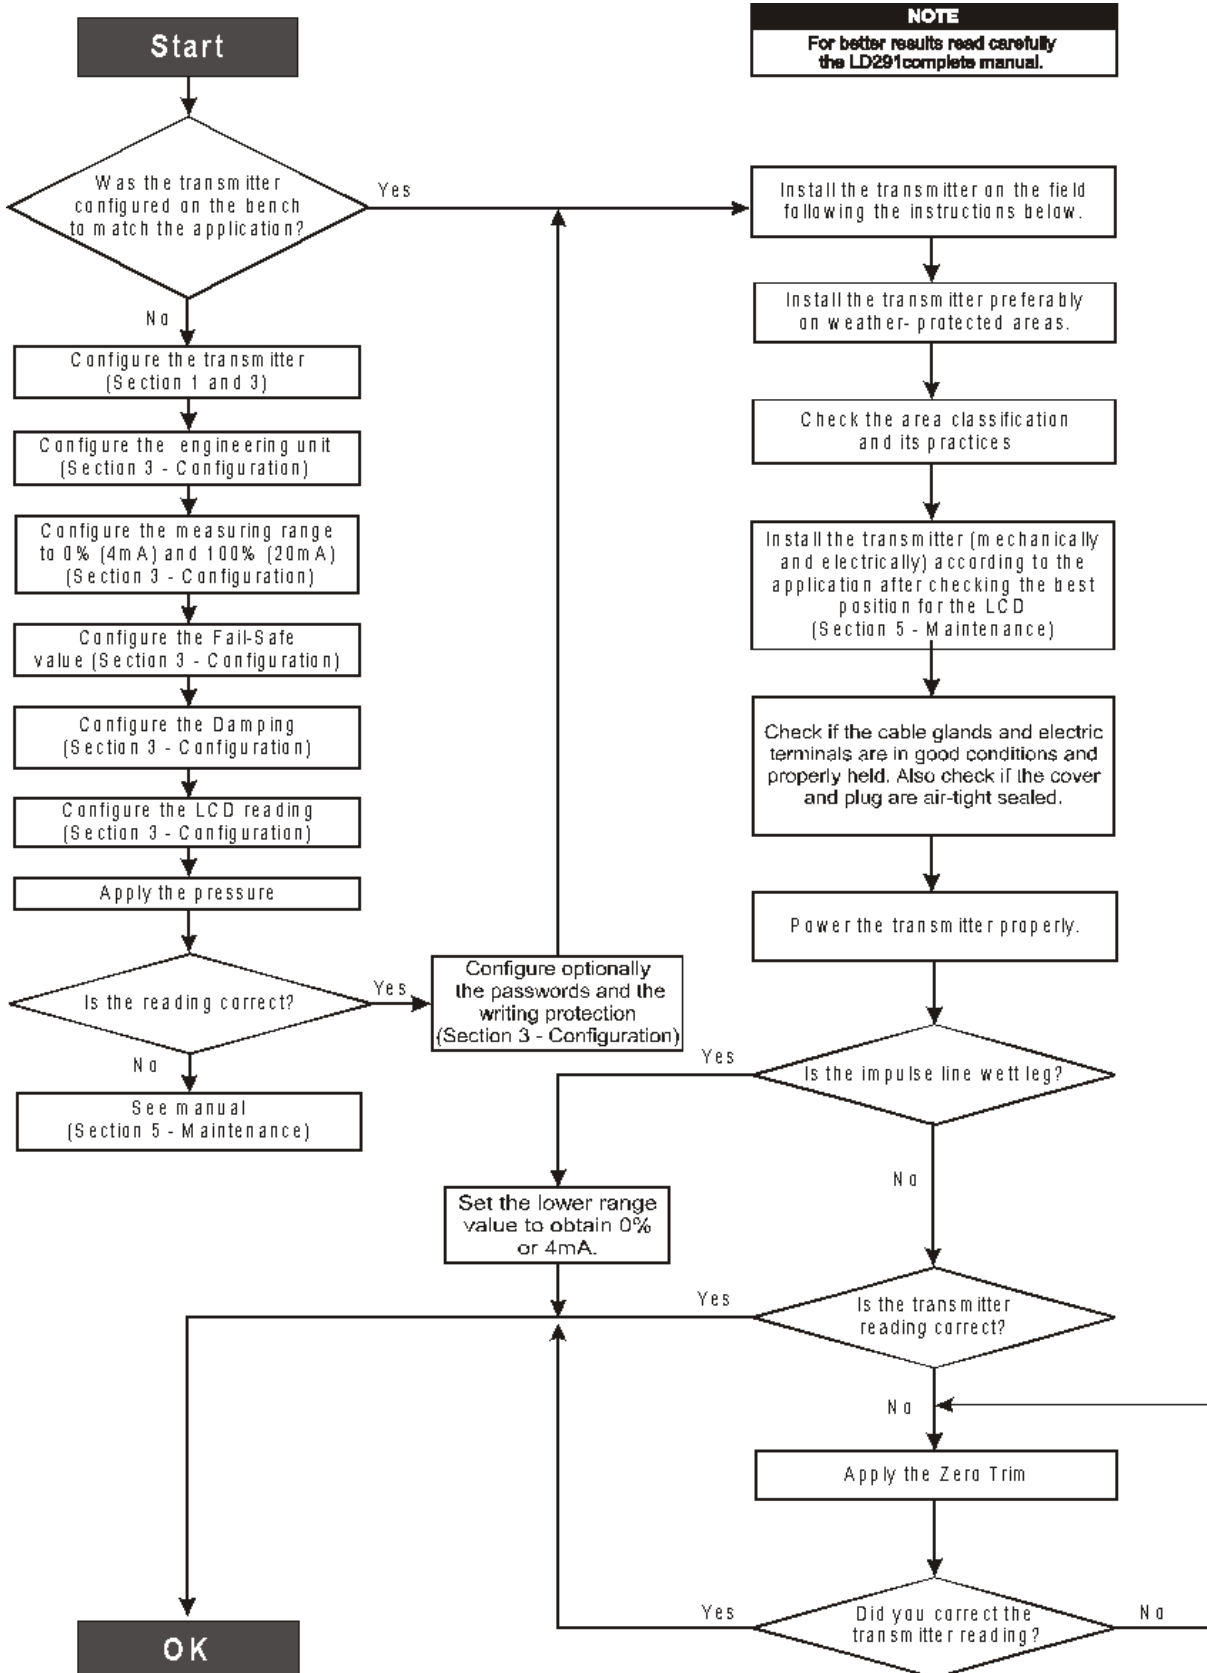 Start
NOTE
For better results read carefully
the LD291complete manual.
Was the transmitter
configured on the bench
to match the application?
Yes
No
Configure the transmitter
(Section 1 and 3)
Configure the engineering unit
(Section 3 - Configuration)
Configure the measuring range
to 0% (4mA) and 100% (20mA)
(Section 3 - Configuration)
Configure the Fail-Safe
value (Section 3 - Configuration)
Configure the Damping
(Section 3 - Configuration)
Configure the LCD reading
(Section 3 - Configuration)
Apply the pressure
Is the reading correct?
Yes
No
See manual
(Section 5 - Maintenance)
Configure optionally
the passwords and the
writing protection
(Section 3 - Configuration)
Install the transmitter on the field
following the instructions below.
Install the transmitter preferably
on weather- protected areas.
Check the area classification
and its practices
Install the transmitter (mechanically
and electrically) according to the
application after checking the best
position for the LCD
(Section 5 - Maintenance)
Check if the cable glands and electric
terminals are in good conditions and
properly held. Also check if the cover
and plug are air-tight sealed.
Power the transmitter properly.
Is the impulse line wett leg?
Yes
No
Set the lower range
value to obtain 0%
or 4mA.
Is the transmitter
reading correct?
Yes
No
Apply the Zero Trim
Did you correct the
transmitter reading?
Yes
No
OK